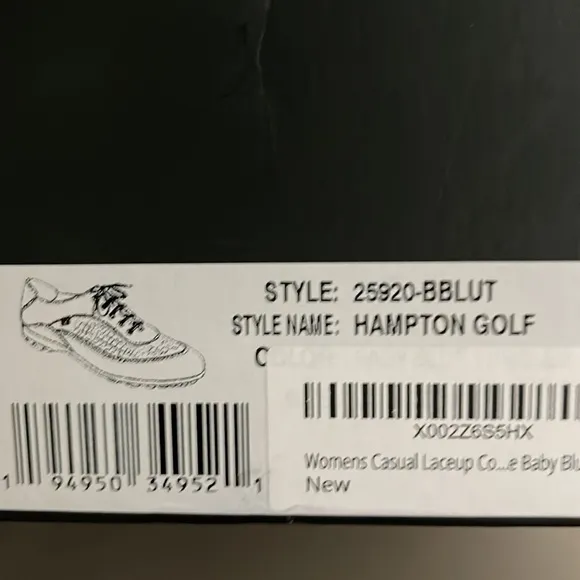 STYLE: 25920-BBLUT
STYLE NAME: HAMPTON GOLF
X002Z6S5HX
Womens Casual Laceup Co...e Baby Blu
New
1 94950 34952 1